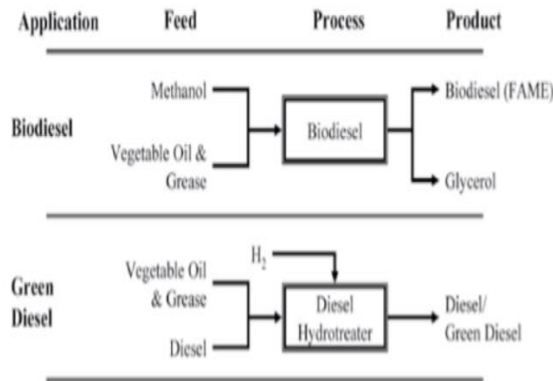 Application Feed Process Product
Methanol
Biodesel (FAME)
Biodiesel
Biodiesel
Vegetable Oil &
Grease
Glycerol
H2
Vegetable Oil
& Grease
Green
Diesel
Diesel
Hydrotreater
Diesel/
Green Diesel
Diesel